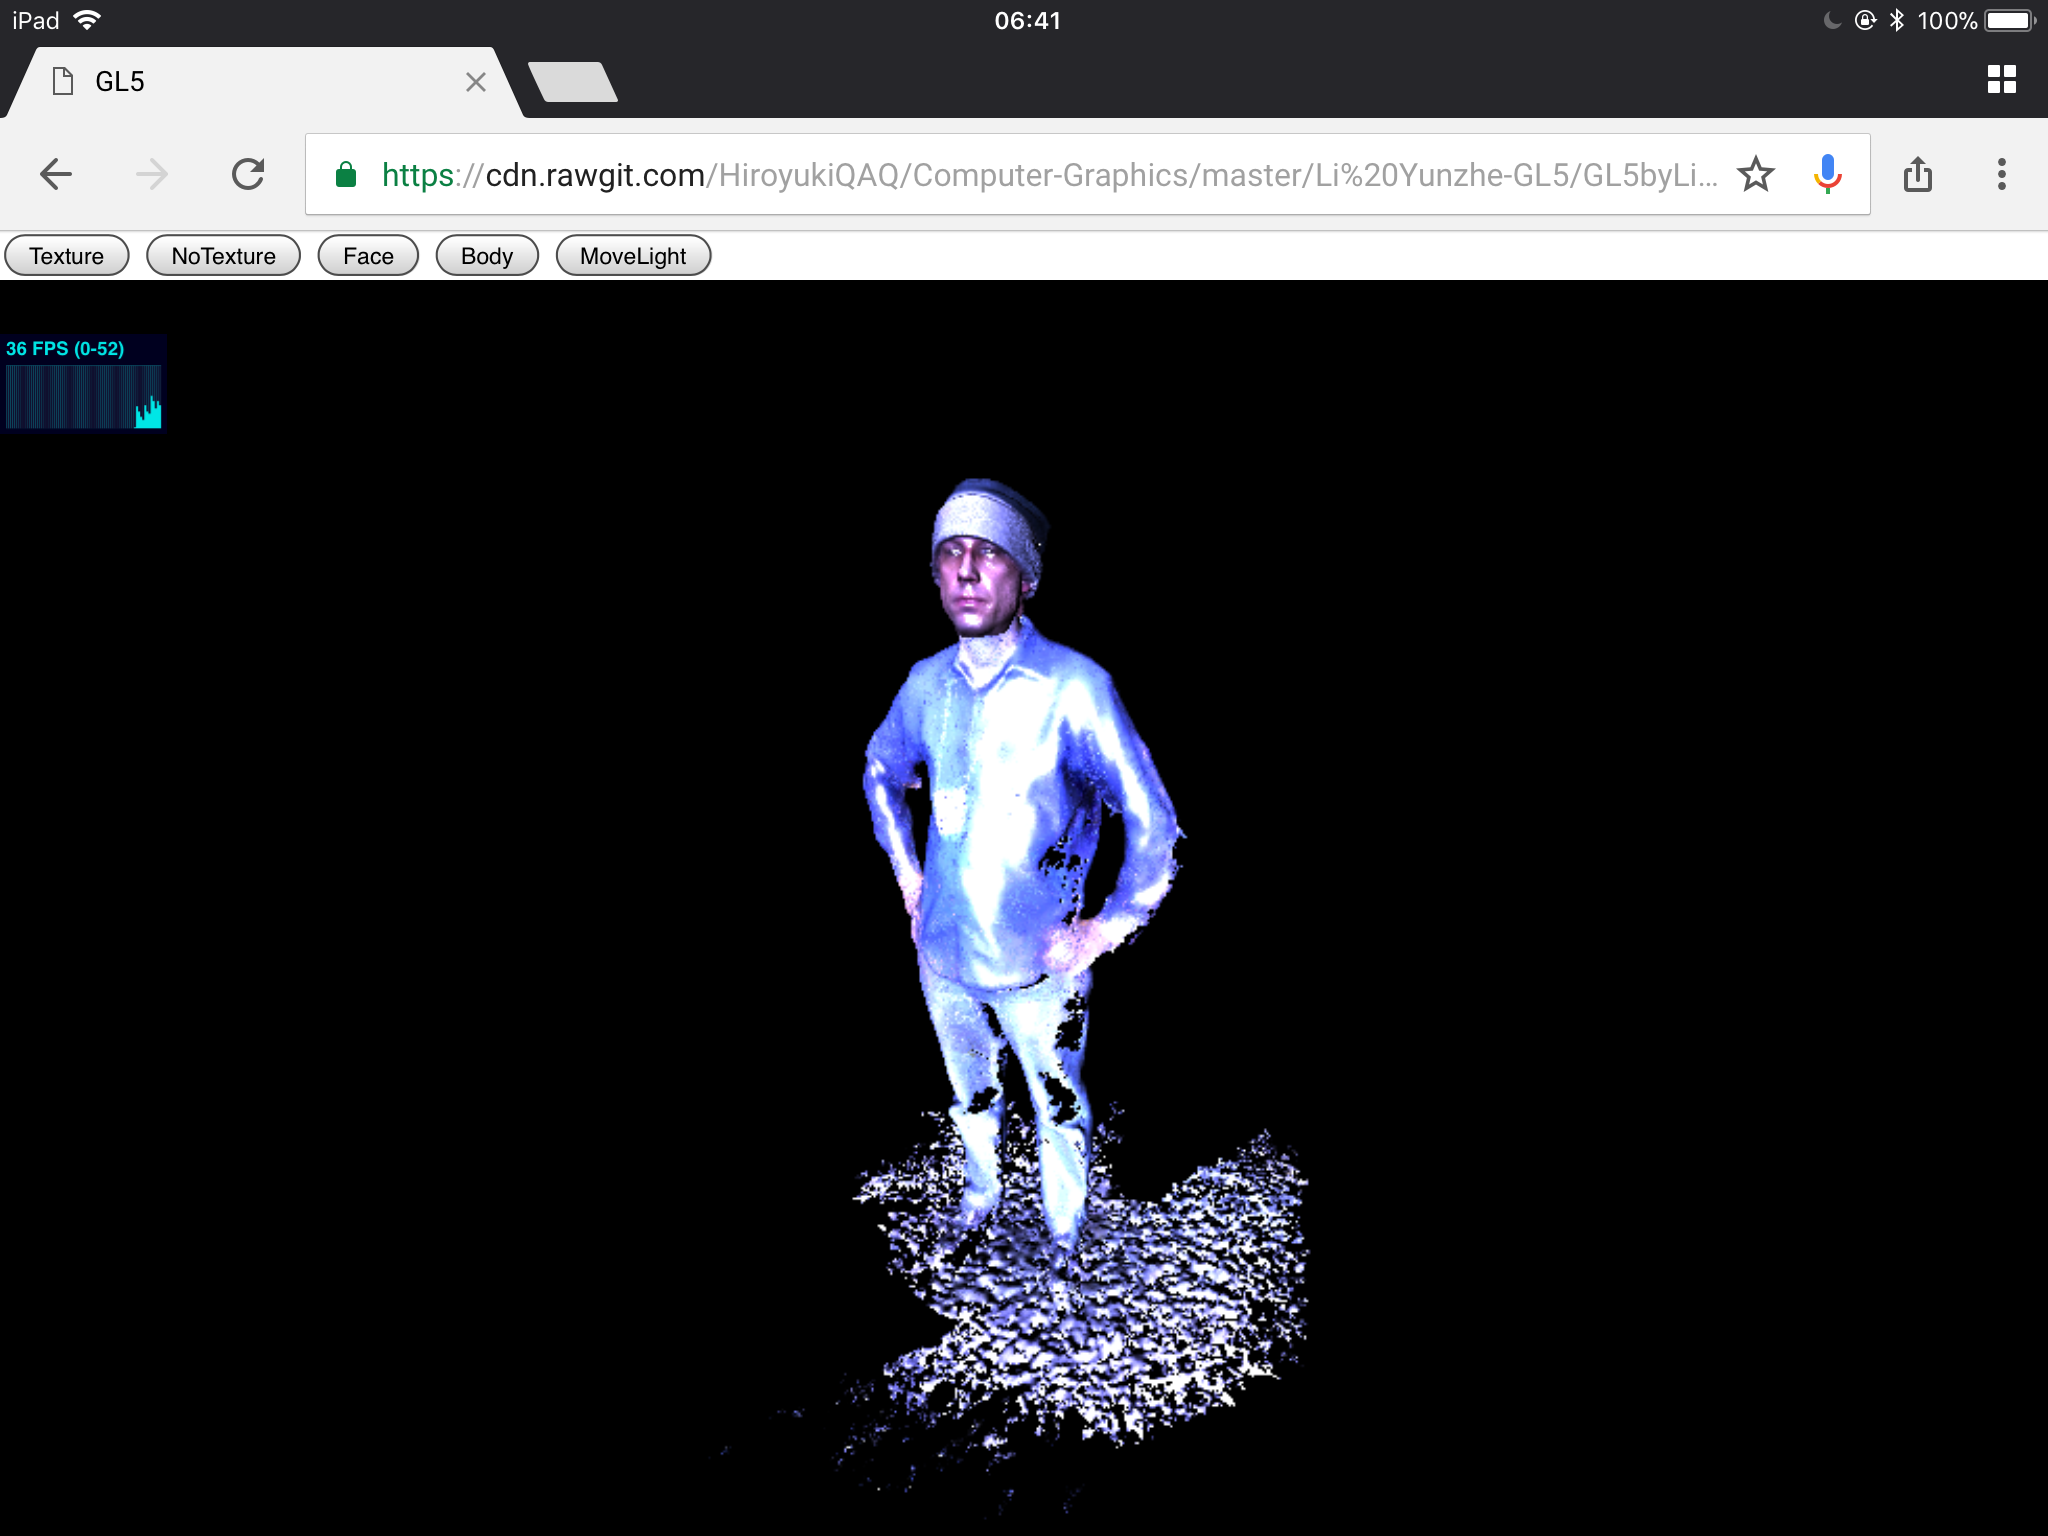 iPad 06:41 100%
GL5
https://cdn.rawgit.com/HiroyukiQAQ/Computer-Graphics/master/Li%20Yunzhe-GL5/GL5byLi...
Texture NoTexture Face Body MoveLight
36 FPS (0-52)